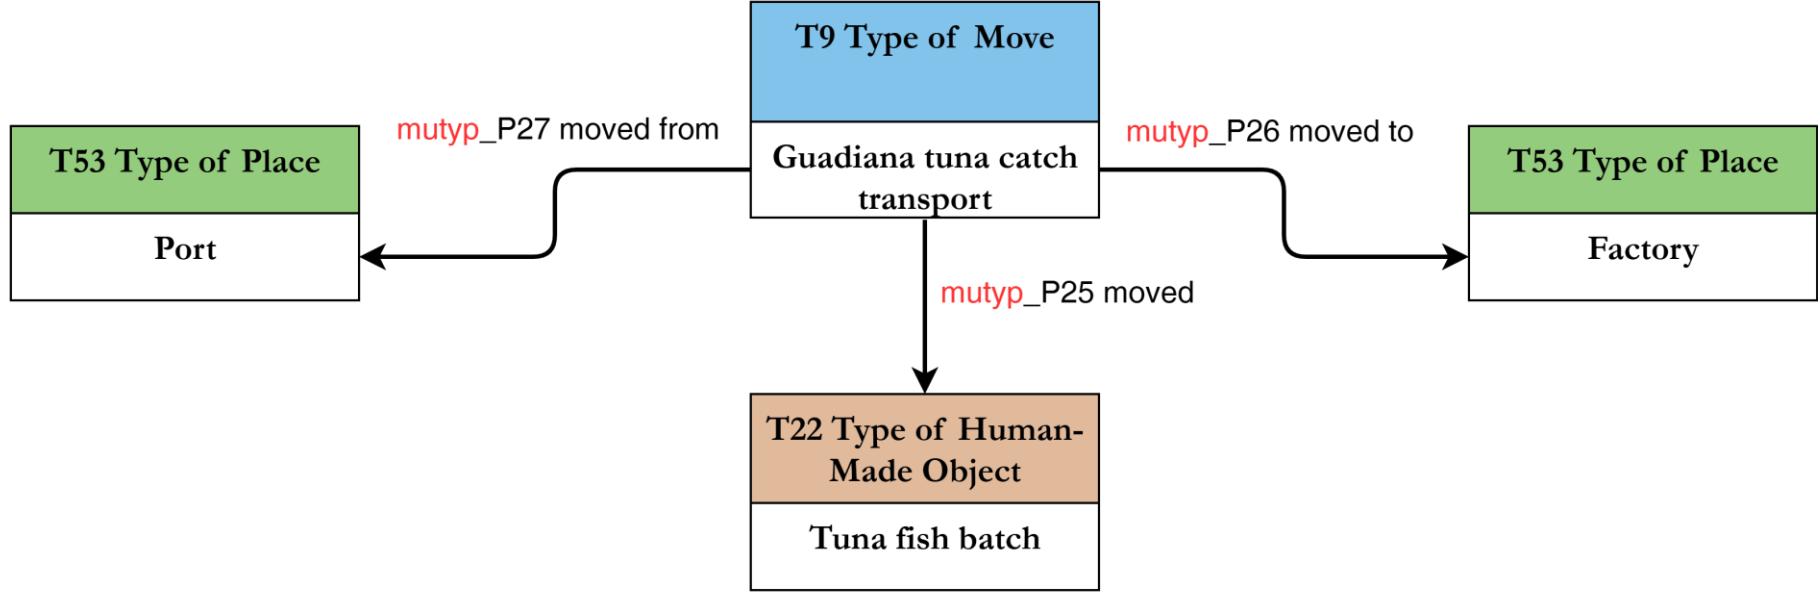 T9 Type of Move
Guadiana tuna catch
transport
mutyp_P27 moved from
mutyp_P26 moved to
T53 Type of Place
Port
T53 Type of Place
Factory
mutyp_P25 moved
T22 Type of Human-
Made Object
Tuna fish batch